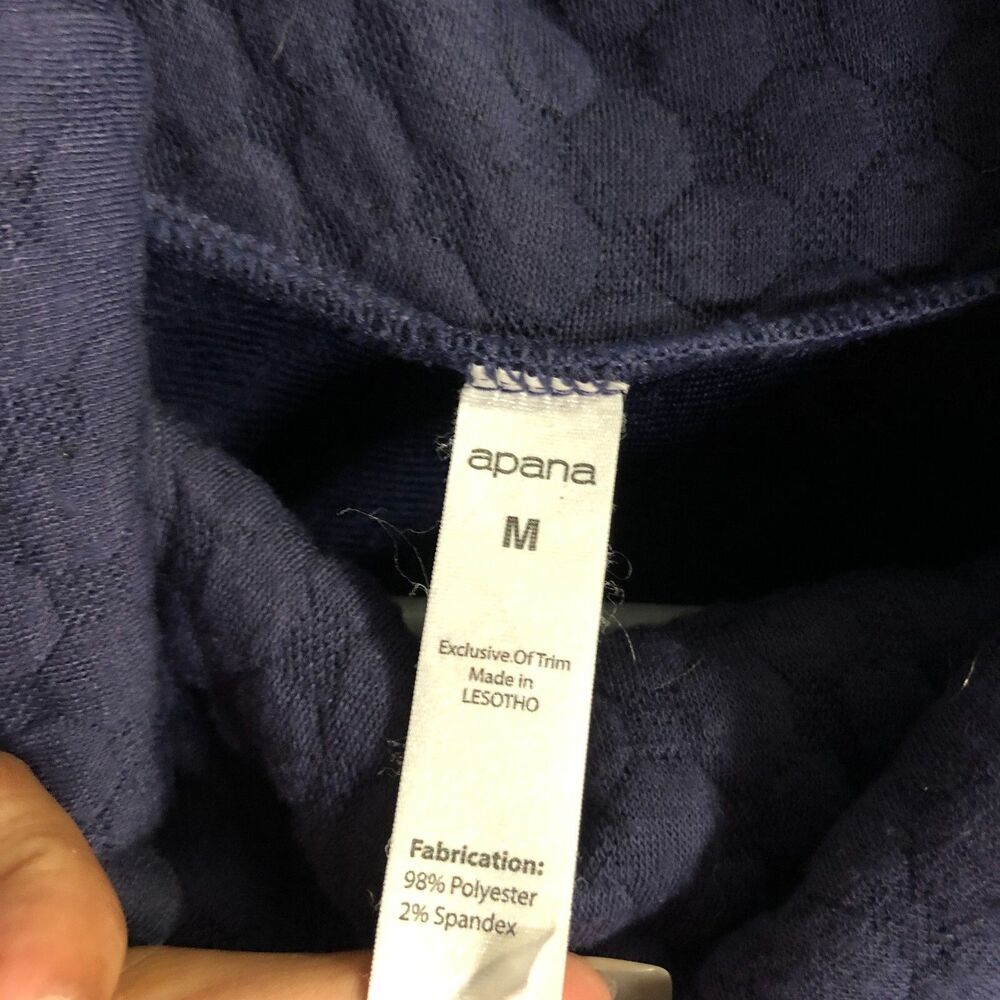 apana
M
Exclusive.Of Trim
Made in
LESOTHO
Fabrication:
98% Polyester
2% Spandex